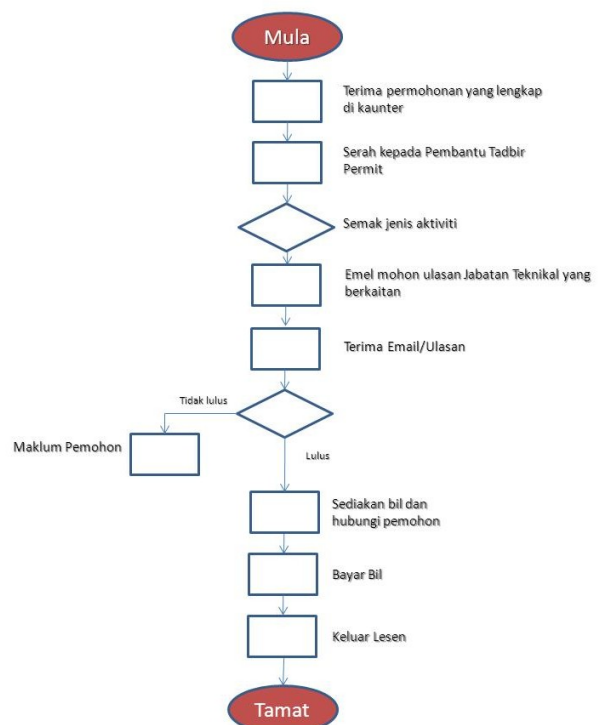 Mula
Terima permohonan yang lengkap
di kaunter
Serah kepada Pembantu Tadbir
Permit
Semak jenis aktiviti
Emel mohon ulasan Jabatan Teknikal yang
berkaitan
Terima Email/Ulasan
Tidak lulus
Maklum Pemohon
Lulus
Sediakan bil dan
hubungi pemohon
Bayar Bil
Keluar Lesen
Tamat